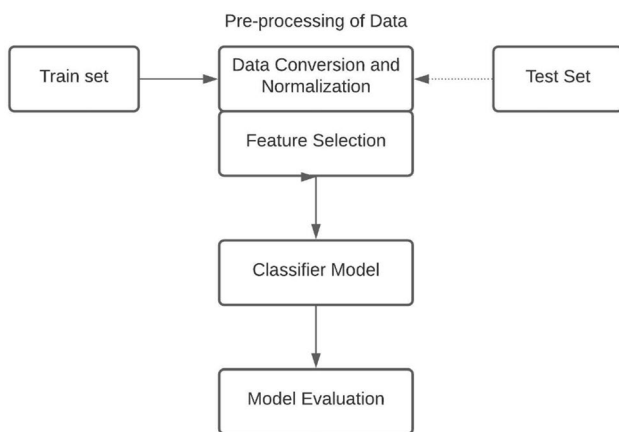 Pre-processing of Data
Train set
Data Conversion and
Normalization
Test Set
Feature Selection
Classifier Model
Model Evaluation